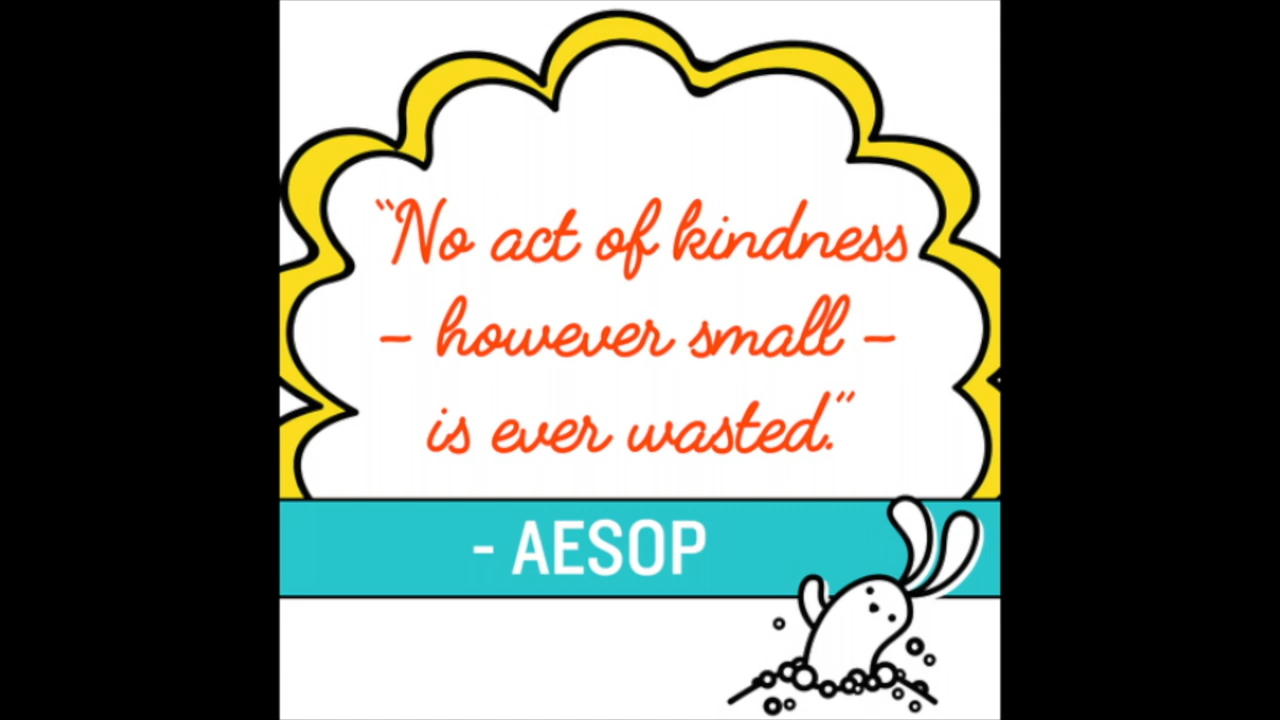 “No act of kindness
– however small –
is ever wasted.”
- AESOP